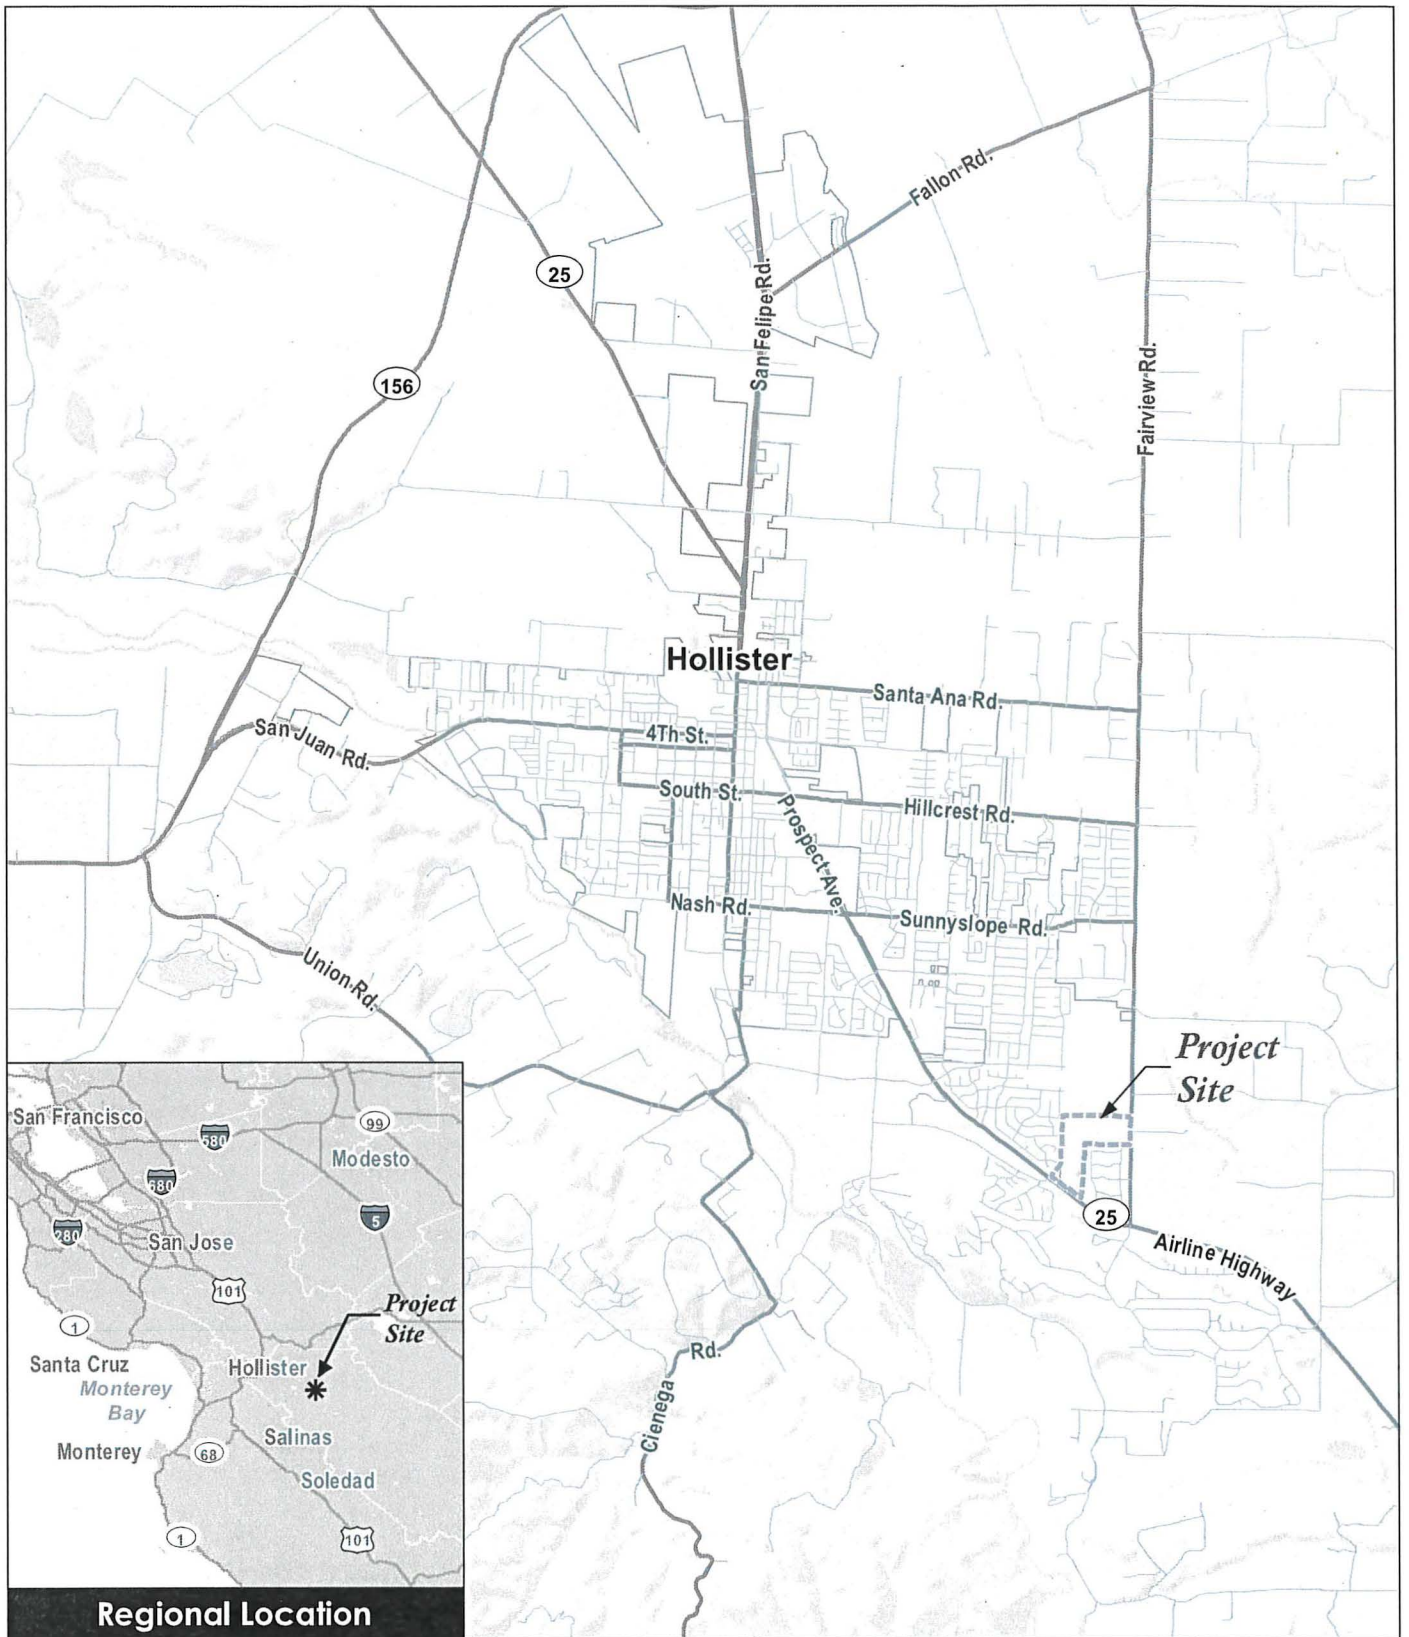 Fallon Rd.
25
San Felipe Rd.
156
Fairview Rd.
Hollister
Santa Ana Rd.
San Juan Rd.
4Th St.
South St.
Prospect Ave.
Hillcrest Rd.
Nash Rd.
Sunnyslope Rd.
Union Rd.
Project
Site
25
Airline Highway
Cienega
Rd.
San Francisco
580
99
Modesto
680
5
280
San Jose
101
1
Project
Site
Santa Cruz
Hollister
Monterey
Bay
Salinas
Monterey
68
Soledad
1
101
Regional Location